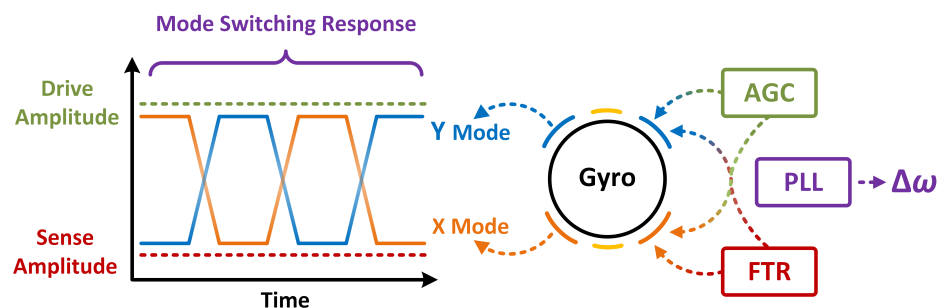 Mode Switching Response
Drive
Amplitude
Sense
Amplitude
Time
Y Mode
X Mode
Gyro
AGC
PLL
Δω
FTR